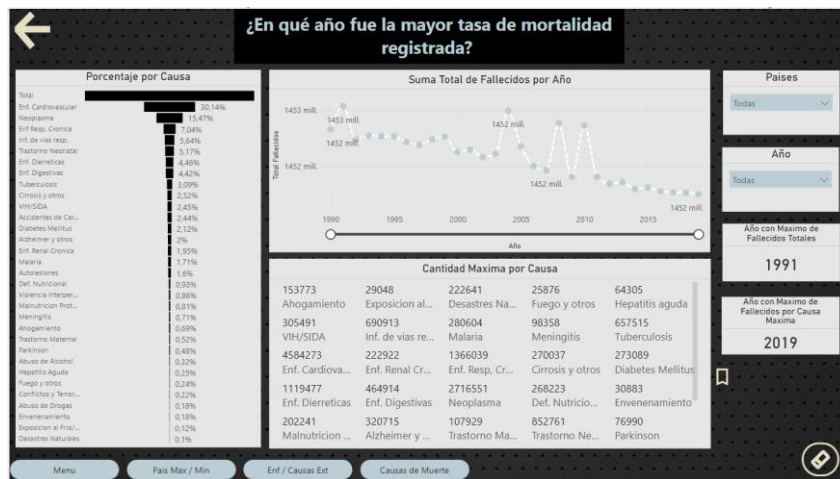 ¿En qué año fue la mayor tasa de mortalidad
registrada?
Porcentaje por Causa
Total
Enf. Cardiovascular 30,14%
Neoplasma 15,47%
Enf Resp. Cronica 7,04%
Inf. de vias resp. 5,64%
Trastorno Neonatal 5,17%
Enf. Dierreticas 4,46%
Enf. Digestivas 4,42%
Tuberculosis 3,09%
Cirrosis y otros 2,52%
VIH/SIDA 2,45%
Accidentes de Car... 2,44%
Diabetes Mellitus 2,12%
Alzheimer y otros 2%
Enf. Renal Cronica 1,95%
Malaria 1,71%
Autolesiones 1,6%
Def. Nutricional 0,93%
Violencia Interper... 0,86%
Malnutricion Prot... 0,81%
Meningitis 0,71%
Ahogamiento 0,69%
Trastorno Maternal 0,52%
Parkinson 0,48%
Abuso de Alcohol 0,32%
Hepatitis Aguda 0,25%
Fuego y otros 0,24%
Conflictos y Terror... 0,22%
Abuso de Drogas 0,18%
Envenenamiento 0,18%
Exposicion al Frio/... 0,12%
Desastres Naturales 0,1%
Suma Total de Fallecidos por Año
Total Fallecidos
1453 mill.
1452 mill.
1453 mill.
1452 mill.
1452 mill.
1452 mill.
1452 mill.
1990 1995 2000 2005 2010 2015
Año
Cantidad Maxima por Causa
153773 29048 222641 25876 64305
Ahogamiento Exposicion al... Desastres Na... Fuego y otros Hepatitis aguda
305491 690913 280604 98358 657515
VIH/SIDA Inf. de vias re... Malaria Meningitis Tuberculosis
4584273 222922 1366039 270037 273089
Enf. Cardiova... Enf. Renal Cr... Enf. Resp, Cr... Cirrosis y otros Diabetes Mellitus
1119477 464914 2716551 268223 30883
Enf. Dierreticas Enf. Digestivas Neoplasma Def. Nutricio... Envenenamiento
202241 320715 107929 852761 76990
Malnutricion ... Alzheimer y ... Trastorno Ma... Trastorno Ne... Parkinson
Paises
Todas
Año
Todas
Año con Maximo de
Fallecidos Totales
1991
Año con Maximo de
Fallecidos por Causa
Maxima
2019
Menu Pais Max / Min Enf / Causas Ext Causas de Muerte